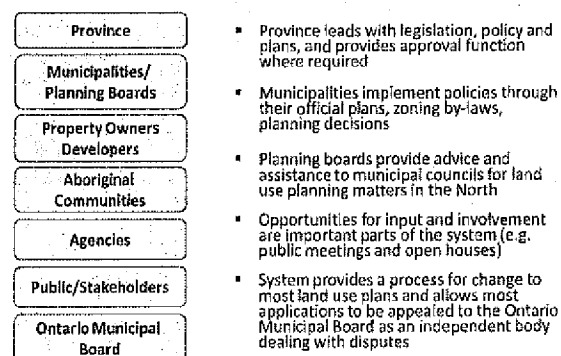 Province
Municipalities/
Planning Boards
Property Owners
Developers
Aboriginal
Communities
Agencies
Public/Stakeholders
Ontario Municipal
Board
▪ Province leads with legislation, policy and
plans, and provides approval function
where required
▪ Municipalities implement policies through
their official plans, zoning by-laws,
planning decisions
▪ Planning boards provide advice and
assistance to municipal councils for land
use planning matters in the North
▪ Opportunities for input and involvement
are important parts of the system (e.g.
public meetings and open houses)
▪ System provides a process for change to
most land use plans and allows most
applications to be appealed to the Ontario
Municipal Board as an independent body
dealing with disputes